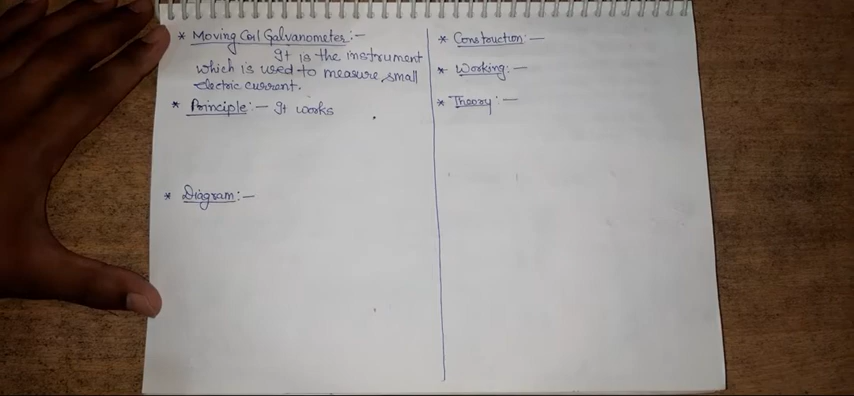 * Moving Coil Galvanometer:-
It is the instrument
which is used to measure small
electric current.
* Principle:- It works
* Diagram:-
* Construction:-
* Working:-
* Theory:-